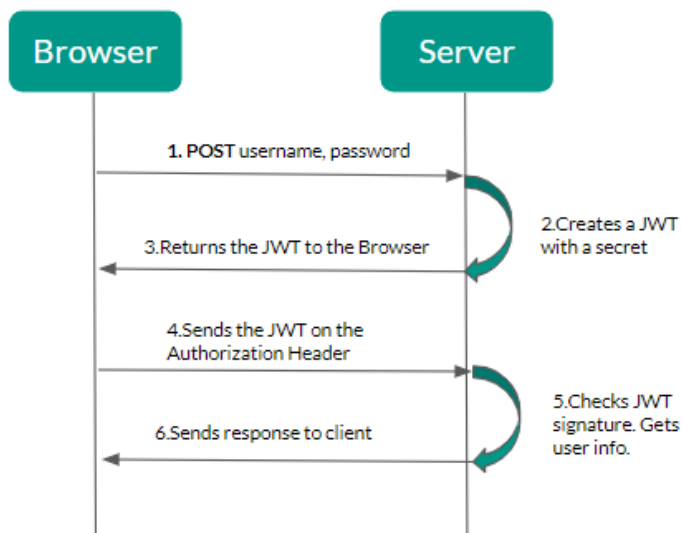 Browser
Server
1. POST username, password
2.Creates a JWT
with a secret
3.Returns the JWT to the Browser
4.Sends the JWT on the
Authorization Header
5.Checks JWT
signature. Gets
user info.
6.Sends response to client